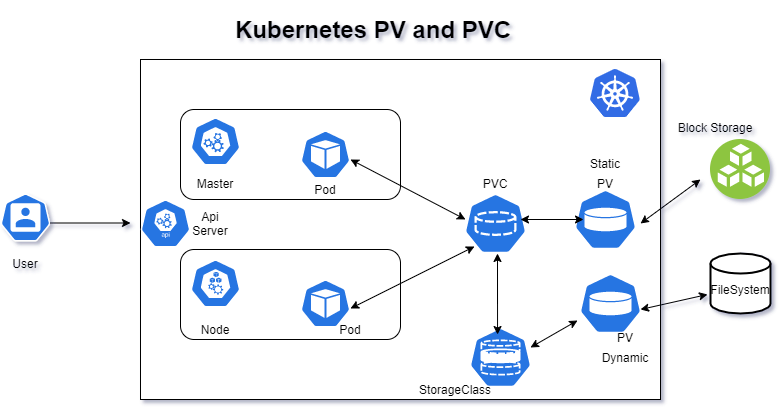 Kubernetes PV and PVC
Block Storage
Static
PV
Master
Pod
PVC
Api
Server
api
User
FileSystem
Node
Pod
PV
Dynamic
StorageClass